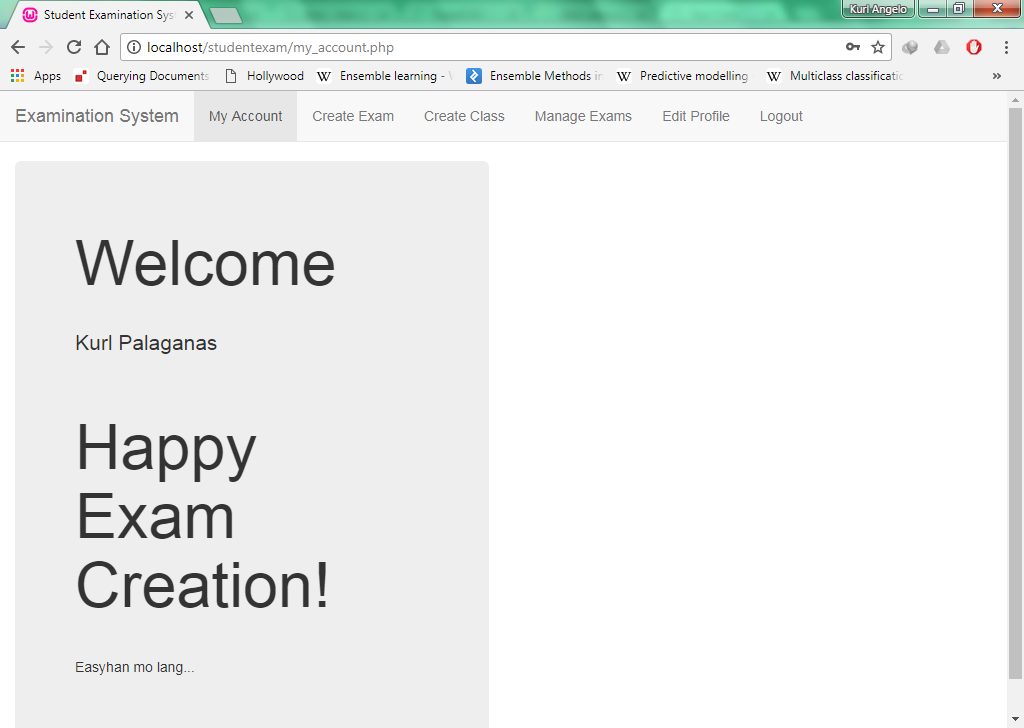 Student Examination Sys
Kurl Angelo
localhost/studentexam/my_account.php
Apps Querying Documents Hollywood Ensemble learning - Ensemble Methods in Predictive modelling Multiclass classificatio
Examination System My Account Create Exam Create Class Manage Exams Edit Profile Logout
Welcome
Kurl Palaganas
Happy
Exam
Creation!
Easyhan mo lang...